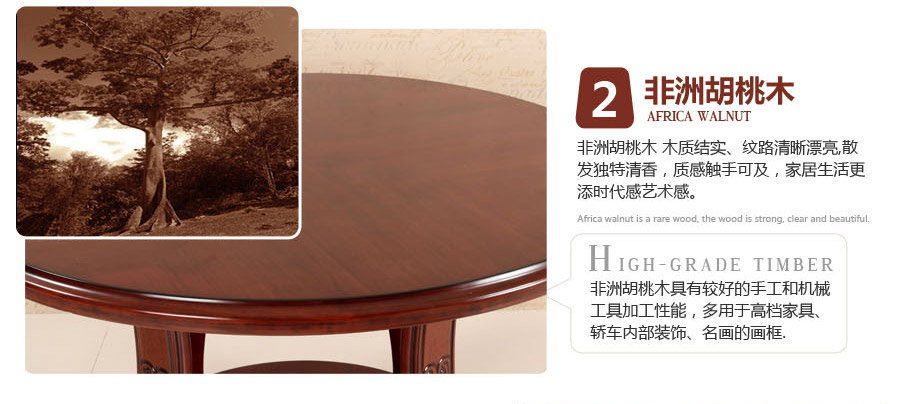 2 非洲胡桃木
AFRICA WALNUT
非洲胡桃木 木质结实、纹路清晰漂亮,散
发独特清香，质感触手可及，家居生活更
添时代感艺术感。
Africa walnut is a rare wood, the wood is strong, clear and beautiful.
HIGH-GRADE TIMBER
非洲胡桃木具有较好的手工和机械
工具加工性能，多用于高档家具、
轿车内部装饰、名画的画框.